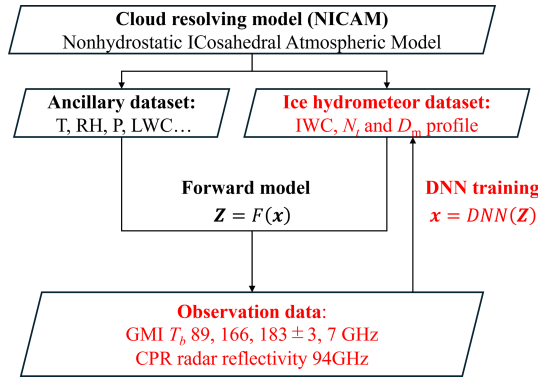 Cloud resolving model (NICAM)
Nonhydrostatic ICosahedral Atmospheric Model
Ancillary dataset:
T, RH, P, LWC…
Ice hydrometeor dataset:
IWC, Nt and Dm profile
Forward model
Z = F(x)
DNN training
x = DNN(Z)
Observation data:
GMI Tb 89, 166, 183 ± 3, 7 GHz
CPR radar reflectivity 94GHz